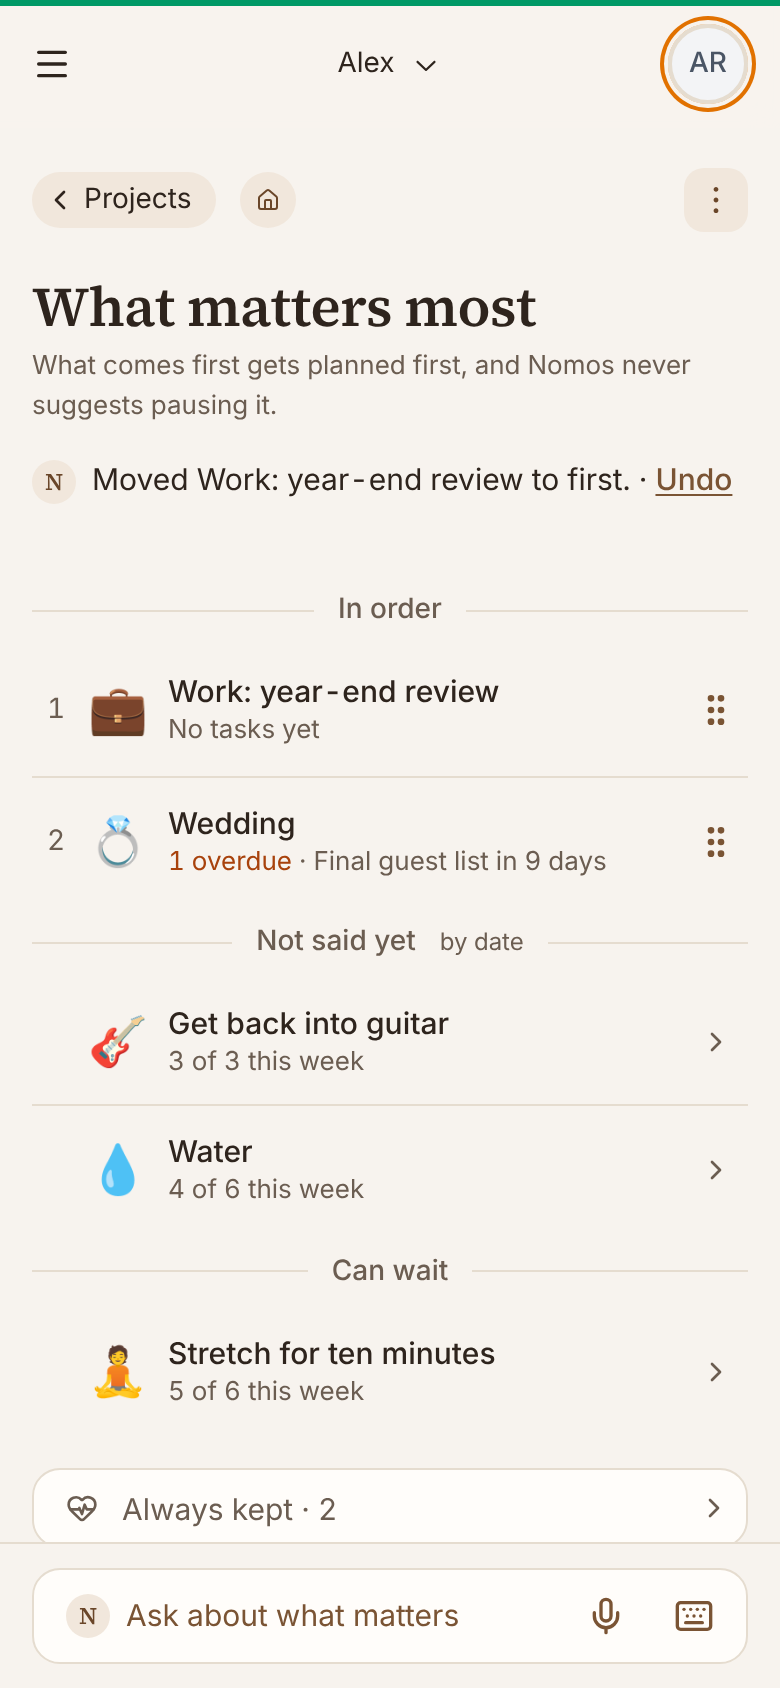 Alex
AR
Projects
What matters most
What comes first gets planned first, and Nomos never
suggests pausing it.
N Moved Work: year-end review to first. · Undo
In order
1 Work: year-end review
No tasks yet
2 Wedding
1 overdue · Final guest list in 9 days
Not said yet by date
Get back into guitar
3 of 3 this week
Water
4 of 6 this week
Can wait
Stretch for ten minutes
5 of 6 this week
Always kept · 2
N Ask about what matters